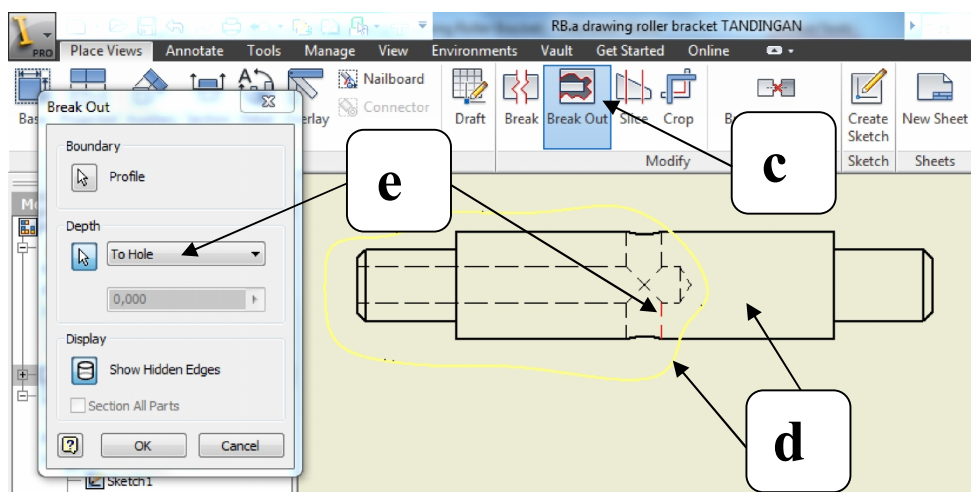 RB.a drawing roller bracket TANDINGAN
PRO Place Views Annotate Tools Manage View Environments Vault Get Started Online
Nailboard
Connector
Draft Break Break Out Slice Crop Create Sketch New Sheet
Modify Sketch Sheets
Break Out
Boundary
Profile
Depth
To Hole
0,000
Display
Show Hidden Edges
Section All Parts
OK Cancel
Sketch1
c
e
d